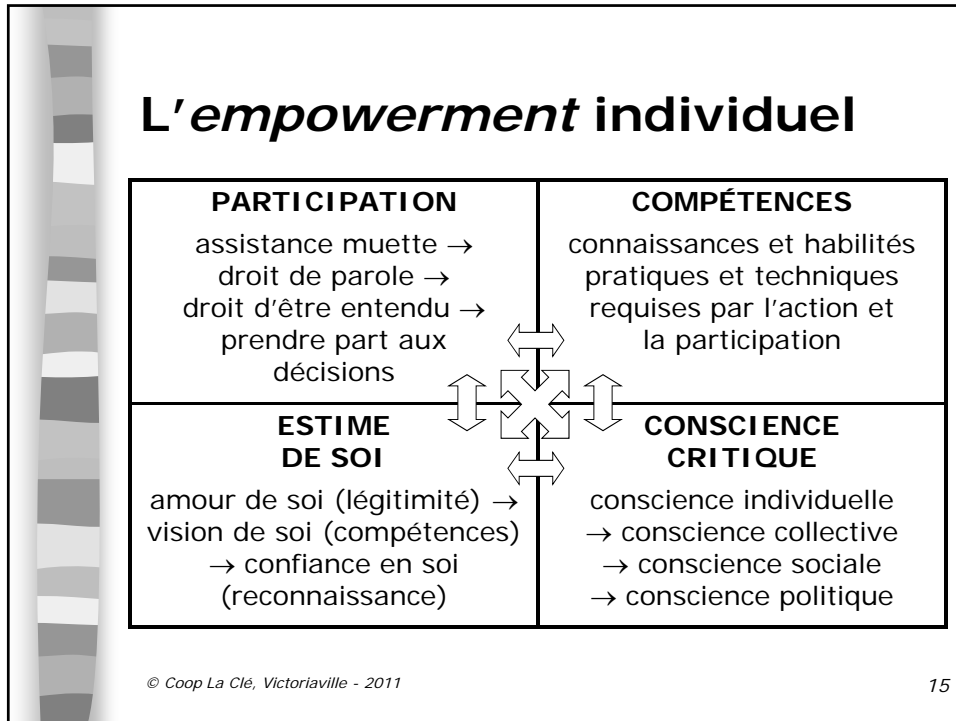 L'empowerment individuel
PARTICIPATION
assistance muette →
droit de parole →
droit d'être entendu →
prendre part aux
décisions
COMPÉTENCES
connaissances et habilités
pratiques et techniques
requises par l'action et
la participation
ESTIME
DE SOI
amour de soi (légitimité) →
vision de soi (compétences)
→ confiance en soi
(reconnaissance)
CONSCIENCE
CRITIQUE
conscience individuelle
→ conscience collective
→ conscience sociale
→ conscience politique
© Coop La Clé, Victoriaville - 2011
15